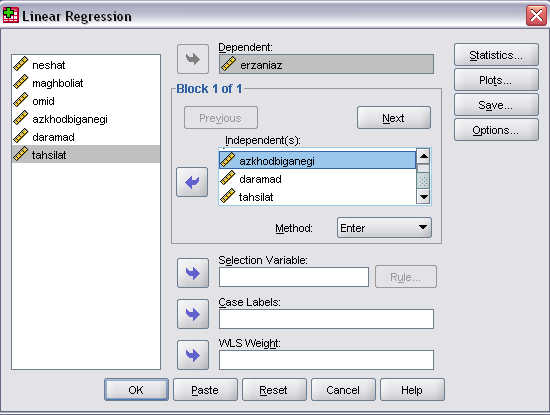 Linear Regression
neshat
maghboliat
omid
azkhodbiganegi
daramad
tahsilat
Dependent:
erzaniaz
Block 1 of 1
Previous
Next
Independent(s):
azkhodbiganegi
daramad
tahsilat
Method:
Enter
Selection Variable:
Rule...
Case Labels:
WLS Weight:
Statistics...
Plots...
Save...
Options...
OK
Paste
Reset
Cancel
Help